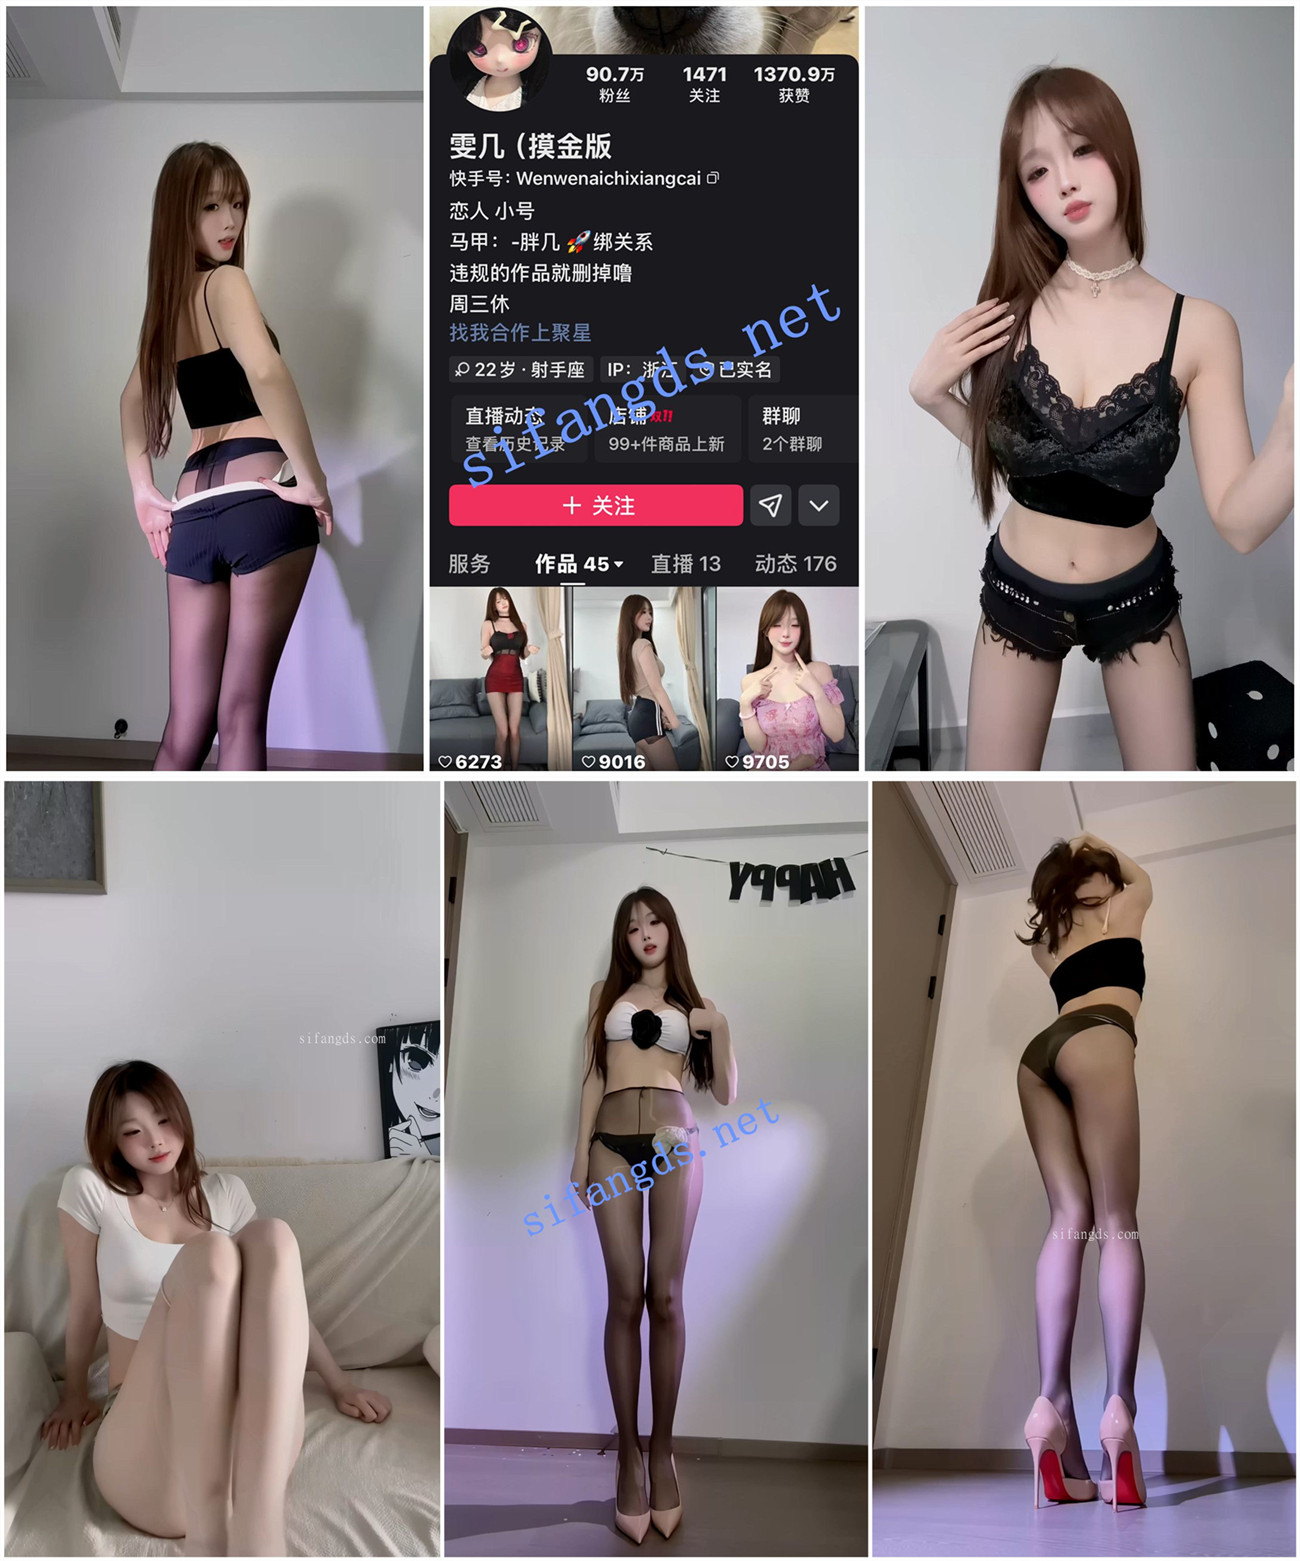 90.7万 1471 1370.9万
粉丝 关注 获赞
雯几（摸金版
快手号：Wenwenaichixiangcai
恋人 小号
马甲：-胖几 🚀绑关系
违规的作品就删掉噜
周三休
找我合作上聚星
22岁·射手座 IP：浙江 已实名
直播动态 店铺 双11 群聊
查看历史记录 99+件商品上新 2个群聊
sifangds.net
＋ 关注
服务 作品 45 直播 13 动态 176
6273 9016 9705
HAPPY
sifangds.com
sifangds.net
sifangds.com